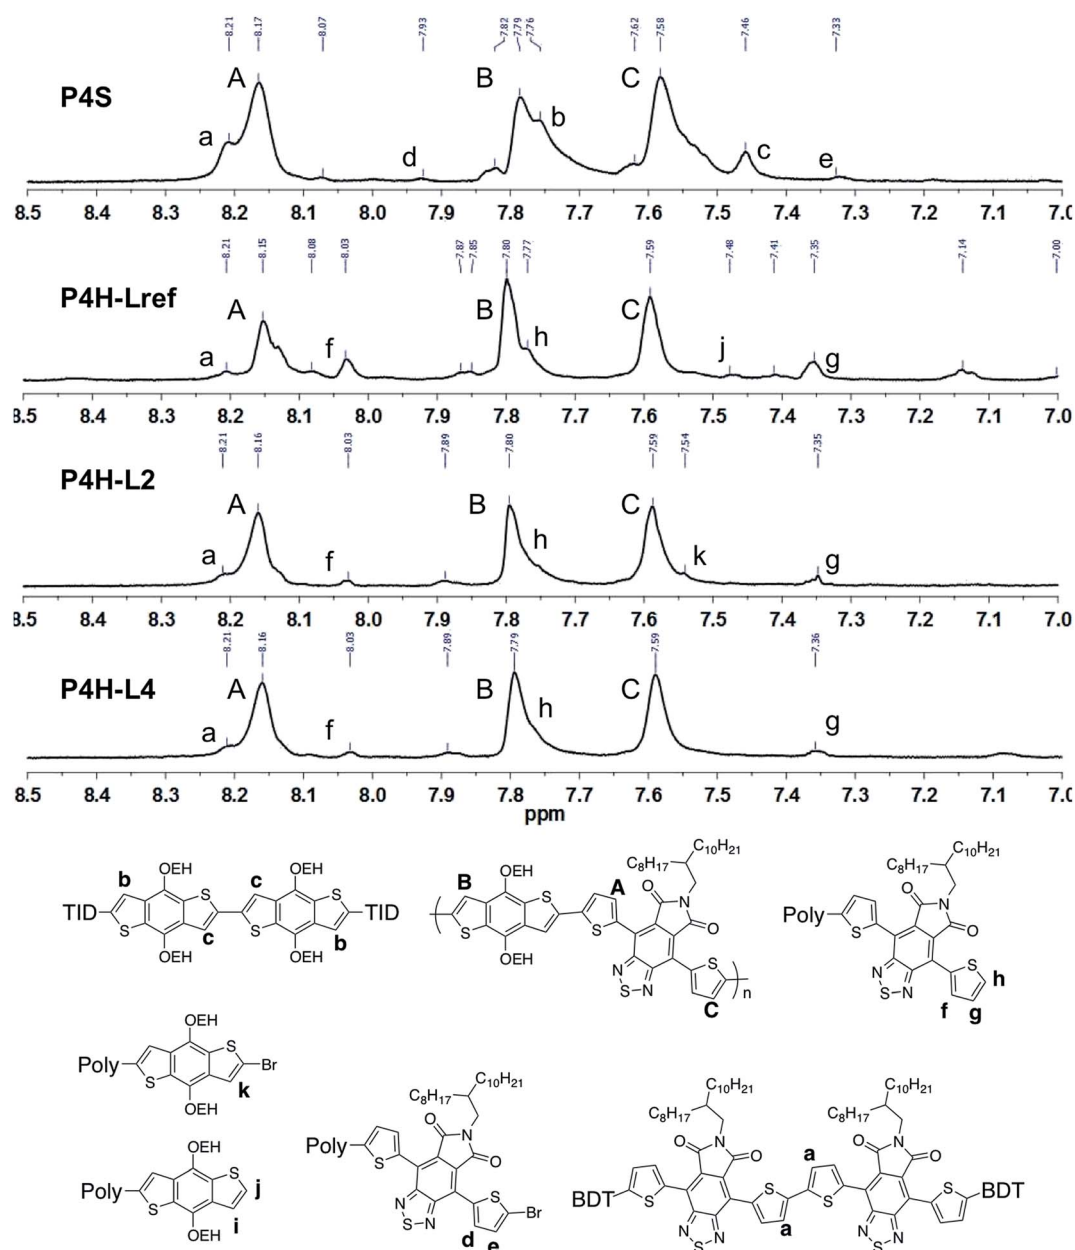 8.21 8.17 8.07 7.93 7.82 7.79 7.76 7.62 7.58 7.46 7.33
P4S
a A d B b C c e
8.5 8.4 8.3 8.2 8.1 8.0 7.9 7.8 7.7 7.6 7.5 7.4 7.3 7.2 7.1 7.0
8.21 8.15 8.08 8.03 7.87 7.85 7.80 7.77 7.59 7.48 7.41 7.35 7.14 7.00
P4H-Lref
a A f B h C j g
8.5 8.4 8.3 8.2 8.1 8.0 7.9 7.8 7.7 7.6 7.5 7.4 7.3 7.2 7.1 7.0
8.21 8.16 8.03 7.89 7.80 7.59 7.54 7.35
P4H-L2
a A f B h C k g
8.5 8.4 8.3 8.2 8.1 8.0 7.9 7.8 7.7 7.6 7.5 7.4 7.3 7.2 7.1 7.0
8.21 8.16 8.03 7.89 7.79 7.59 7.36
P4H-L4
a A f B h C g
8.5 8.4 8.3 8.2 8.1 8.0 7.9 7.8 7.7 7.6 7.5 7.4 7.3 7.2 7.1 7.0
ppm
OEH OEH
b S c S
TID TID
S c S b
OEH OEH
C10H21
C8H17
OEH
B S A O N O
S S
OEH N S N S n
C
C10H21
C8H17
Poly S O N O
N S N S h
f g
OEH
S
Poly Br
S k
OEH
OEH
S
Poly j
S i
OEH
C10H21
C8H17
Poly S O N O
N S N S Br
d e
C10H21 C10H21
C8H17 C8H17
O N O a O N O
BDT S S S S BDT
N S N a N S N